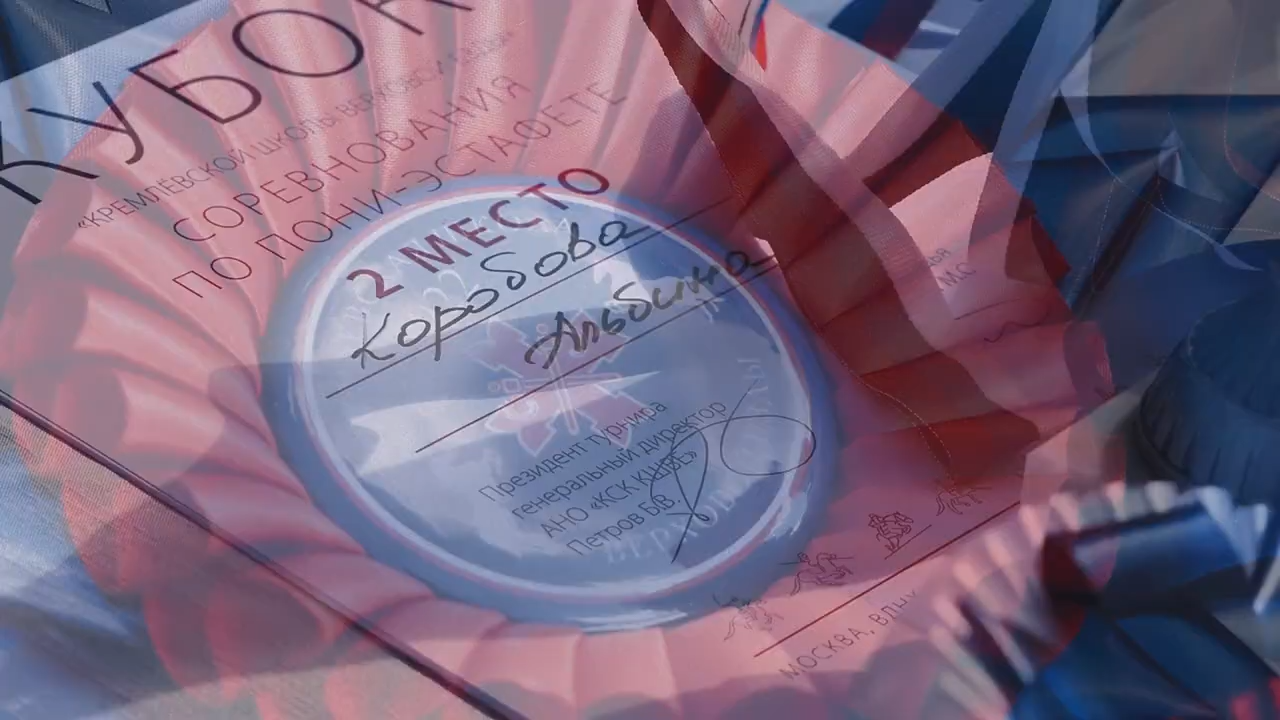 КУБОК
«КРЕМЛЁВСКОЙ ШКОЛЫ ВЕРХОВОЙ ЕЗДЫ»
СОРЕВНОВАНИЯ
ПО ПОНИ-ЭСТАФЕТЕ
2 МЕСТО
Коробова
Альбина
Президент турнира
генеральный директор
АНО «КСК КШВЕ»
Петров Б.В.
МОСКВА,